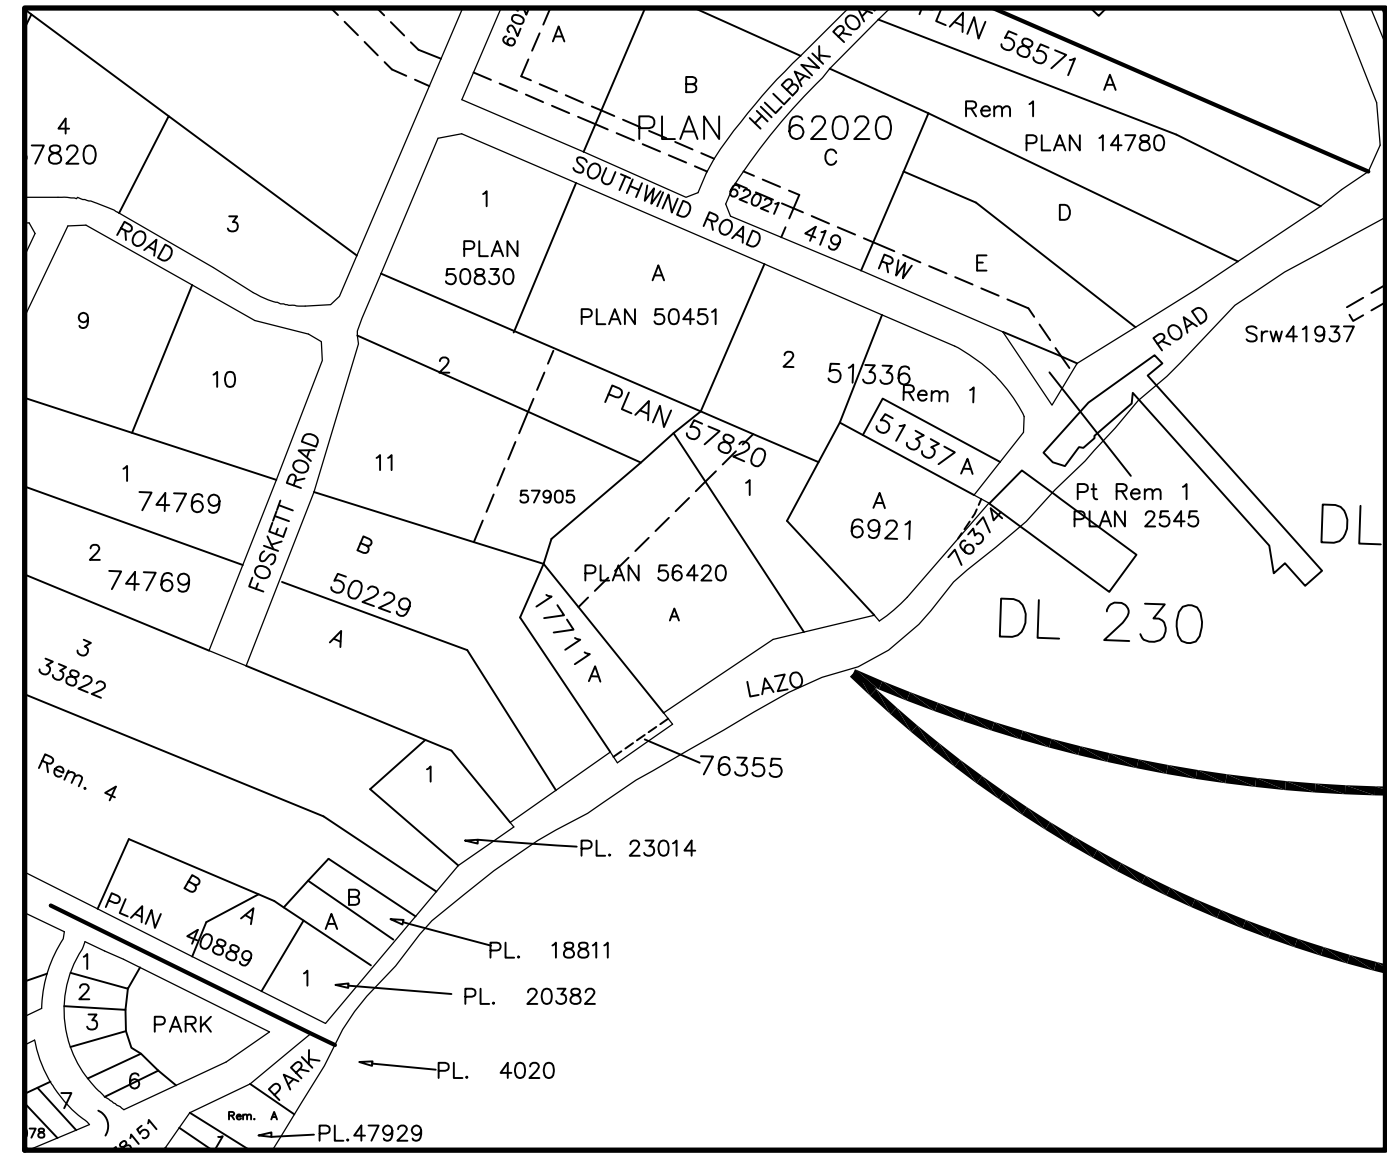 A
PLAN 58571 A
HILLBANK ROA
B
Rem 1
PLAN 62020
4
PLAN 14780
7820
C
SOUTHWIND ROAD
1
62021
D
3
419
ROAD
PLAN
50830
RW
E
A
PLAN 50451
9
ROAD
Srw41937
2
2
10
51336
Rem 1
PLAN 57820
51337 A
11
FOSKETT ROAD
1
74769
57905
1
A
6921
Pt Rem 1
PLAN 2545
DL
76374
B
50229
2
74769
PLAN 56420
17711 A
A
DL 230
A
3
33822
LAZO
76355
Rem. 4
1
PL. 23014
B
A
PLAN 40889
B
A
PL. 18811
1
PL. 20382
1
2
3
PARK
6
PL. 4020
PARK
7
Rem. A
PL.47929
8151
78
1